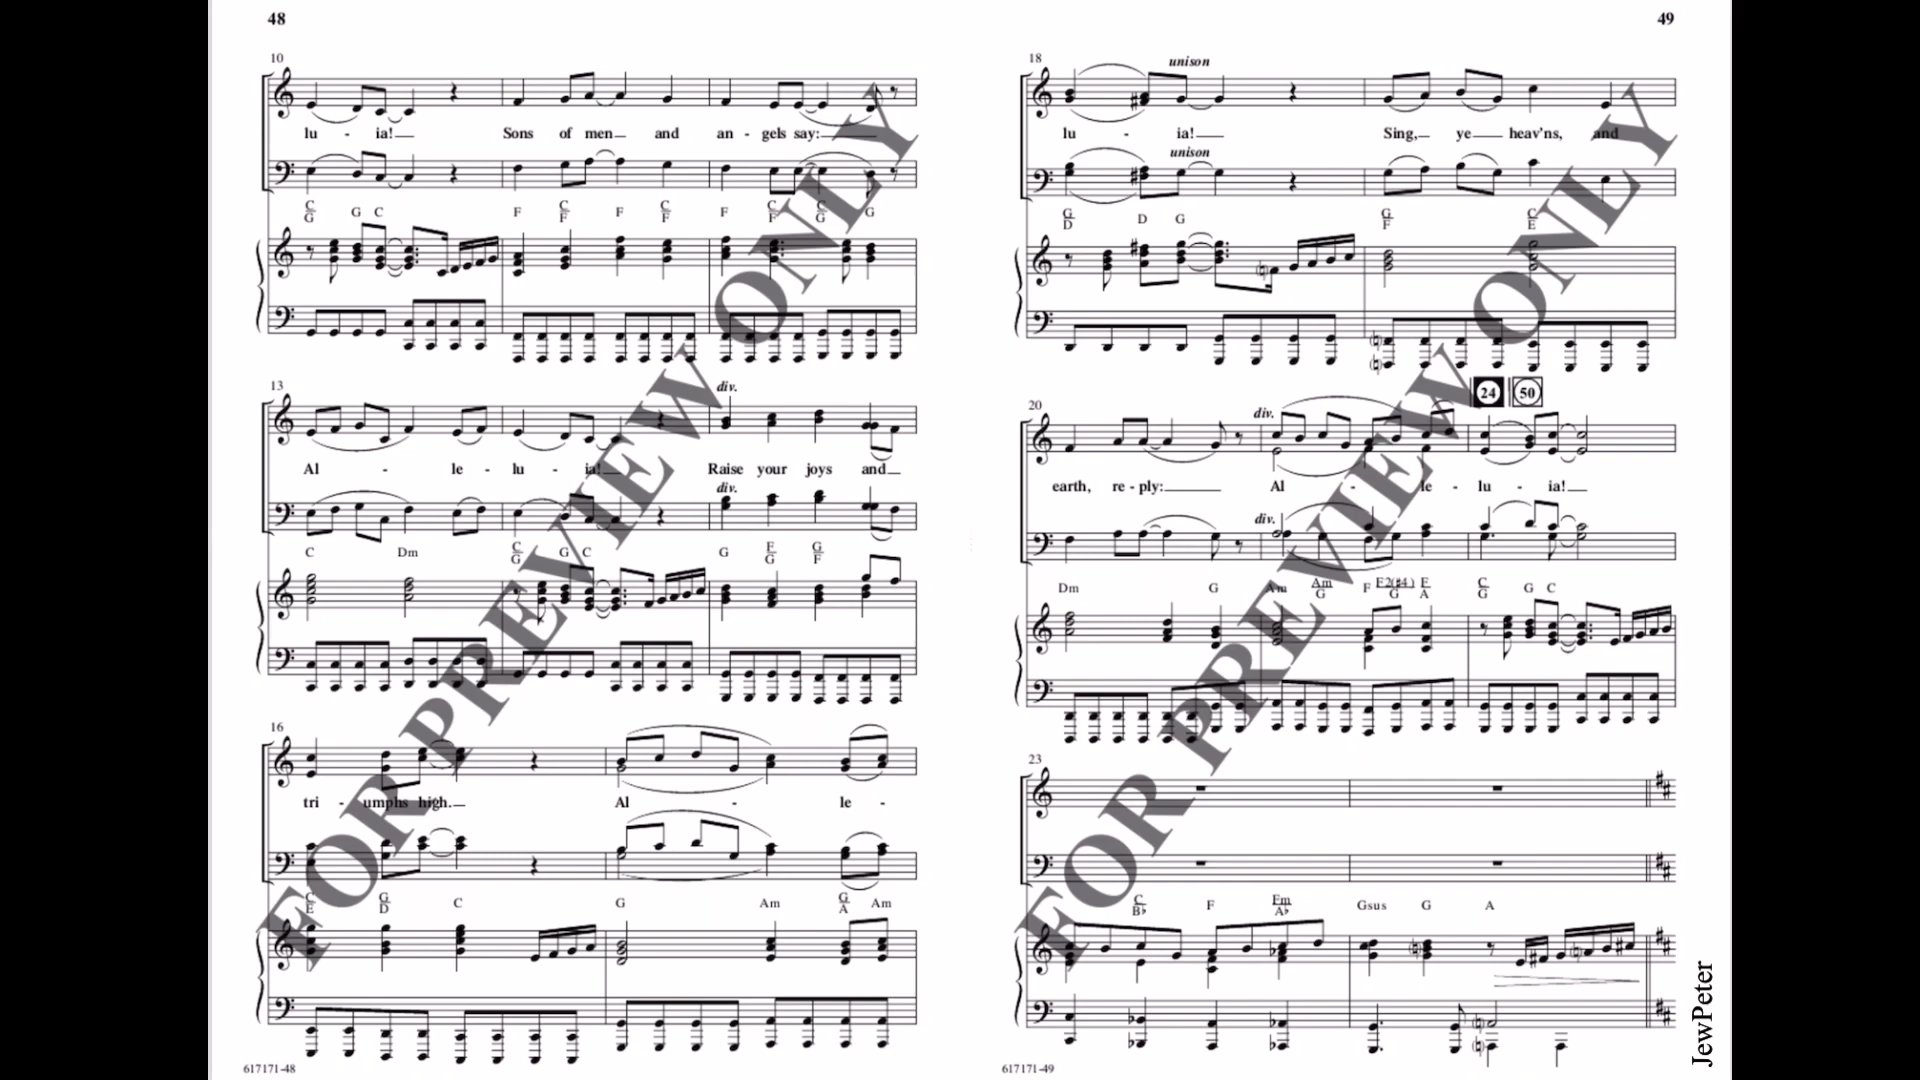 48
10
lu - ia! Sons of men and an - gels say:
C/G G C F C/F F C/F F C/F C/G G
13
div.
Al - le - lu - ia! Raise your joys and
div.
C Dm C/G G C G F/G G/F
16
tri - umphs high. Al - le -
C/E G/D C G Am G/A Am
617171-48
49
18
unison
lu - ia! Sing, ye heav'ns, and
unison
G/D D G G/F C/E
24 50
20
div.
earth, re - ply: Al - le - lu - ia!
div.
Dm G Am Am/G F F2(#4)/G F/A C/G G C
23
C/B♭ F Fm/A♭ Gsus G A
617171-49
FOR PREVIEW ONLY
FOR PREVIEW ONLY
JewPeter